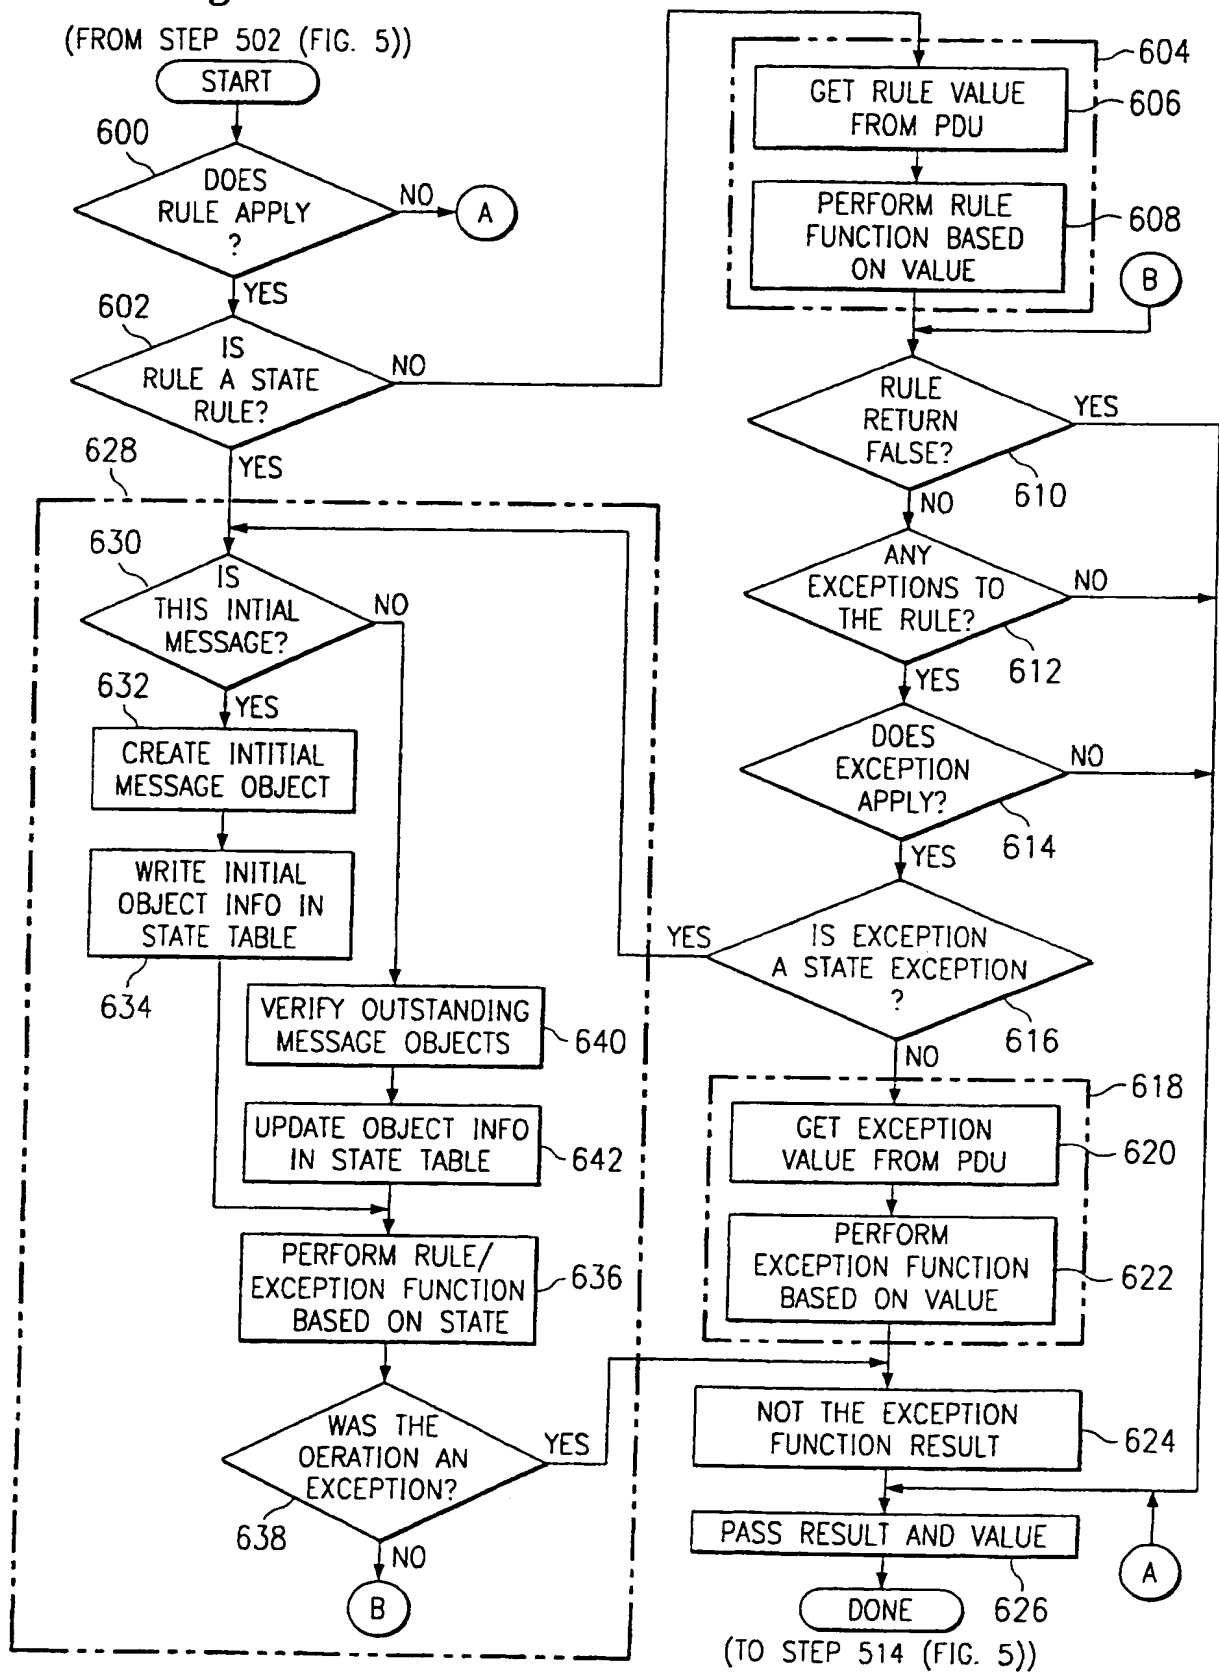 (FROM STEP 502 (FIG. 5))
START
600
DOES
RULE APPLY
?
NO
A
YES
602
IS
RULE A STATE
RULE?
NO
YES
628
630
IS
THIS INTIAL
MESSAGE?
NO
632
YES
CREATE INTITIAL
MESSAGE OBJECT
WRITE INITIAL
OBJECT INFO IN
STATE TABLE
634
VERIFY OUTSTANDING
MESSAGE OBJECTS
640
UPDATE OBJECT INFO
IN STATE TABLE
642
PERFORM RULE/
EXCEPTION FUNCTION
BASED ON STATE
636
WAS THE
OERATION AN
EXCEPTION?
YES
638
NO
B
604
GET RULE VALUE
FROM PDU
606
PERFORM RULE
FUNCTION BASED
ON VALUE
608
B
RULE
RETURN
FALSE?
YES
610
NO
ANY
EXCEPTIONS TO
THE RULE?
NO
612
YES
DOES
EXCEPTION
APPLY?
NO
614
YES
IS EXCEPTION
A STATE EXCEPTION
?
YES
616
NO
618
GET EXCEPTION
VALUE FROM PDU
620
PERFORM
EXCEPTION FUNCTION
BASED ON VALUE
622
NOT THE EXCEPTION
FUNCTION RESULT
624
PASS RESULT AND VALUE
626
A
DONE
(TO STEP 514 (FIG. 5))